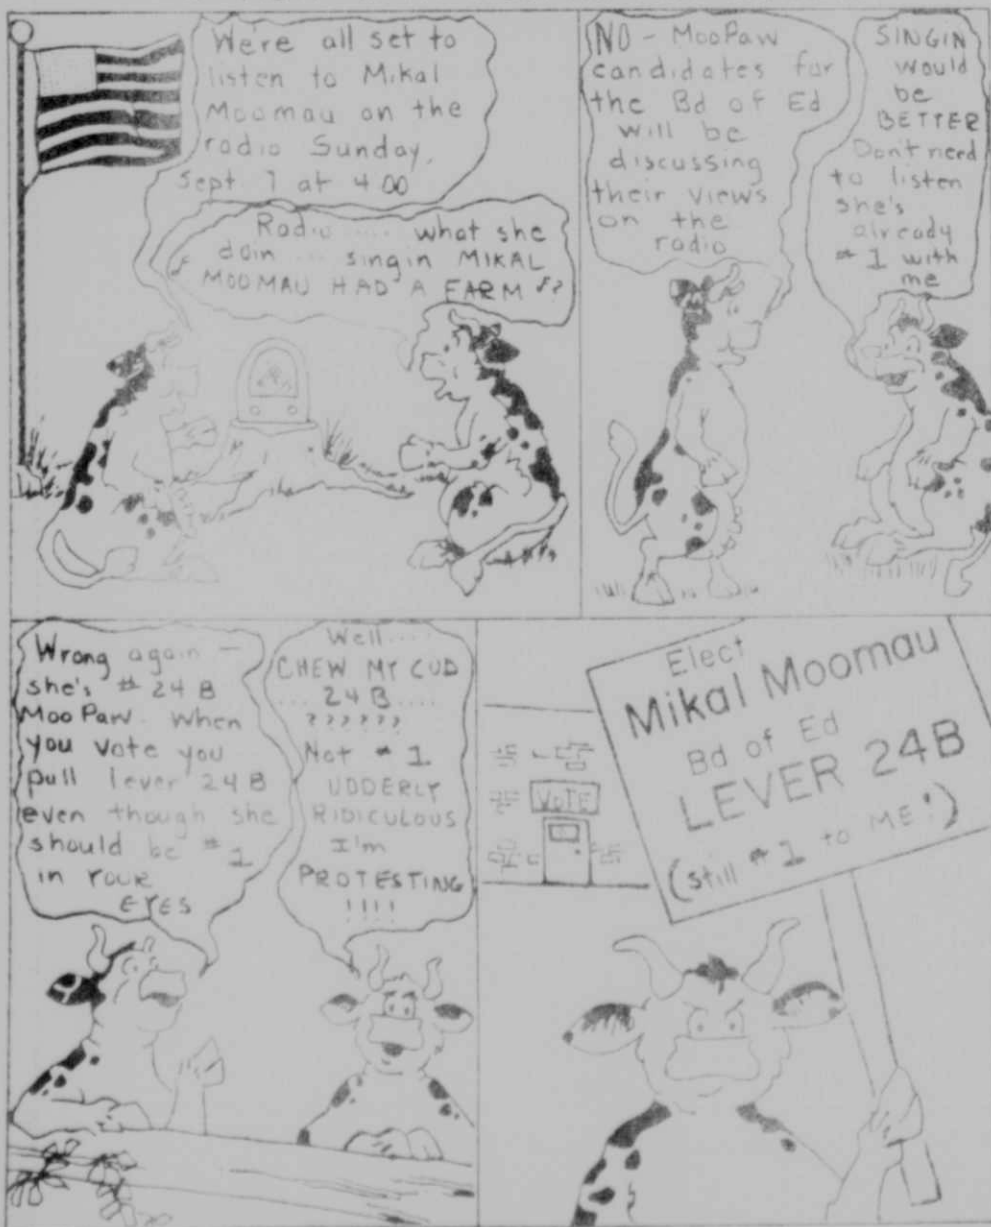 We're all set to
listen to Mikal
Moomau on the
radio Sunday,
Sept 7 at 4:00
Radio .... what she
doin ... singin MIKAL
MOOMAU HAD A FARM ?
NO - MooPaw
candidates for
the Bd of Ed
will be
discussing
their views
on the
radio
SINGIN
would
be
BETTER
Don't need
to listen
she's
already
#1 with
me
Wrong again -
she's # 24 B
MooPaw. When
you vote you
pull lever 24 B
even though she
should be #1
in YOUR
EYES
Well ....
CHEW MY CUD
... 24 B ....
??????
Not #1
UDDERLY
RIDICULOUS
I'm
PROTESTING
!!!!
VOTE
Elect
Mikal Moomau
Bd of Ed
LEVER 24B
(still #1 to ME!)